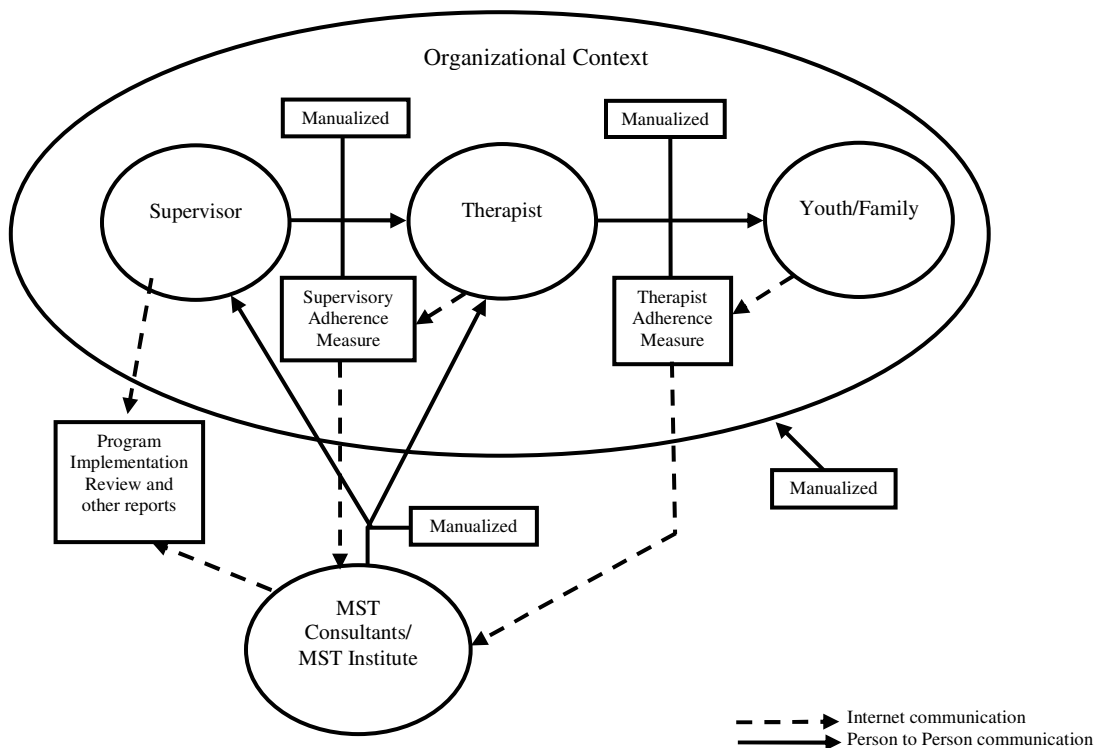 Organizational Context
Manualized
Manualized
Supervisor
Therapist
Youth/Family
Supervisory
Adherence
Measure
Therapist
Adherence
Measure
Program
Implementation
Review and
other reports
Manualized
Manualized
MST
Consultants/
MST Institute
Internet communication
Person to Person communication